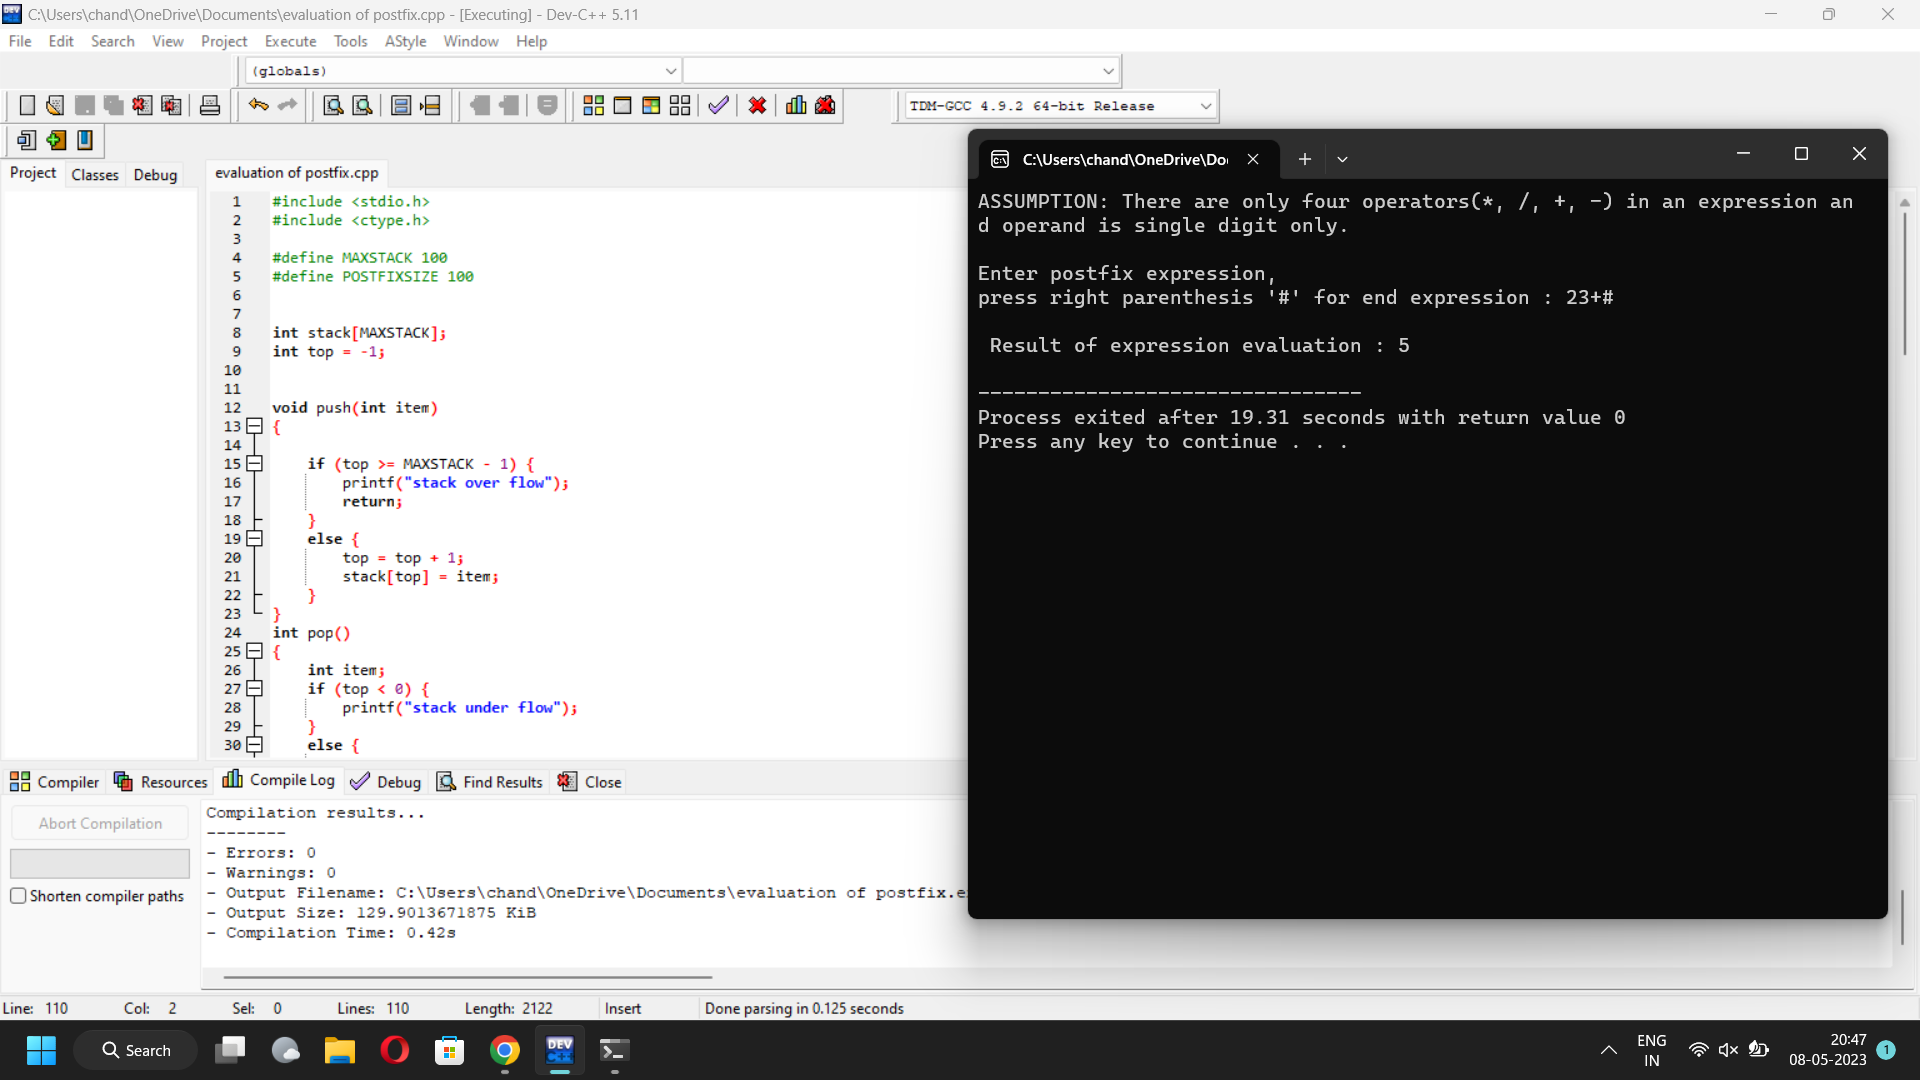 C:\Users\chand\OneDrive\Documents\evaluation of postfix.cpp - [Executing] - Dev-C++ 5.11
File Edit Search View Project Execute Tools AStyle Window Help
(globals)
TDM-GCC 4.9.2 64-bit Release
Project Classes Debug
evaluation of postfix.cpp
1 #include <stdio.h>
2 #include <ctype.h>
3
4 #define MAXSTACK 100
5 #define POSTFIXSIZE 100
6
7
8 int stack[MAXSTACK];
9 int top = -1;
10
11
12 void push(int item)
13 {
14
15 if (top >= MAXSTACK - 1) {
16 printf("stack over flow");
17 return;
18 }
19 else {
20 top = top + 1;
21 stack[top] = item;
22 }
23 }
24 int pop()
25 {
26 int item;
27 if (top < 0) {
28 printf("stack under flow");
29 }
30 else {
C:\Users\chand\OneDrive\Do
ASSUMPTION: There are only four operators(*, /, +, -) in an expression an
d operand is single digit only.
Enter postfix expression,
press right parenthesis '#' for end expression : 23+#
Result of expression evaluation : 5
--------------------------------
Process exited after 19.31 seconds with return value 0
Press any key to continue . . .
Compiler Resources Compile Log Debug Find Results Close
Abort Compilation
Shorten compiler paths
Compilation results...
--------
- Errors: 0
- Warnings: 0
- Output Filename: C:\Users\chand\OneDrive\Documents\evaluation of postfix.e
- Output Size: 129.9013671875 KiB
- Compilation Time: 0.42s
Line: 110 Col: 2 Sel: 0 Lines: 110 Length: 2122 Insert Done parsing in 0.125 seconds
Search
DEV C++
ENG
IN
20:47
08-05-2023
1